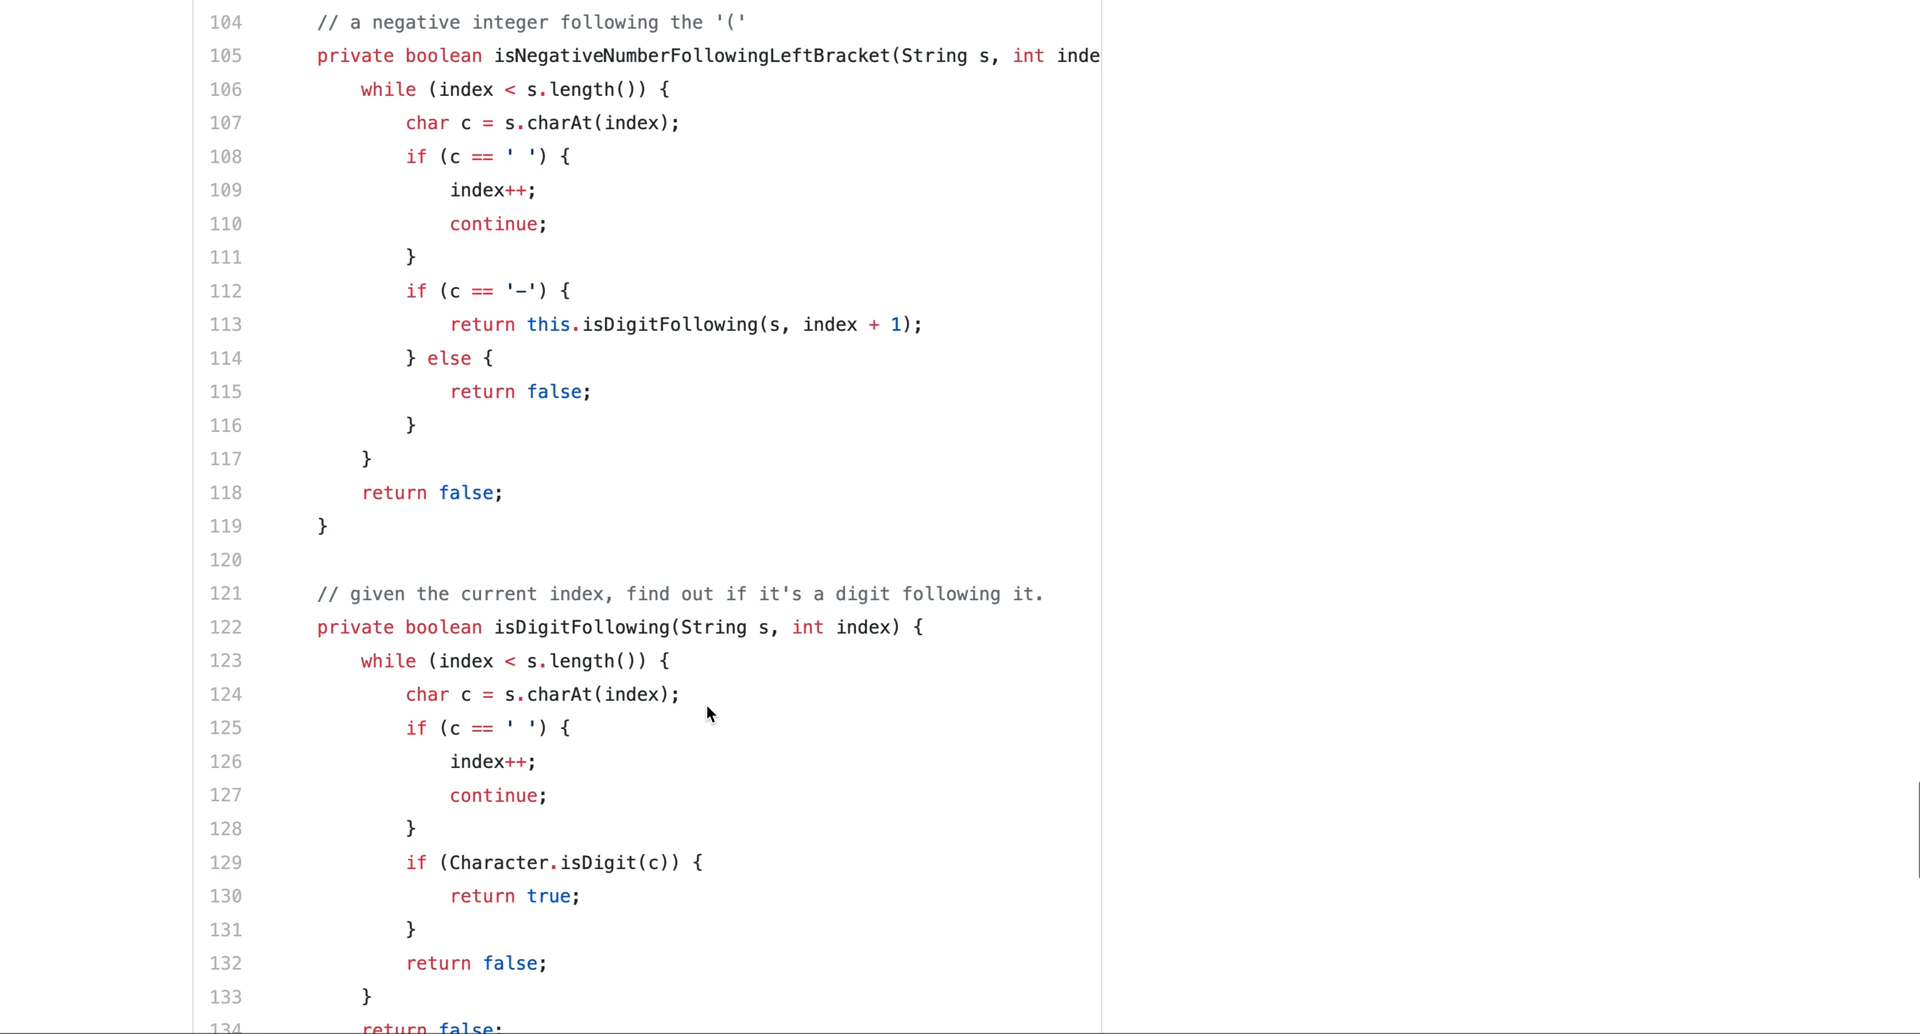 104 // a negative integer following the '('
105 private boolean isNegativeNumberFollowingLeftBracket(String s, int inde
106 while (index < s.length()) {
107 char c = s.charAt(index);
108 if (c == ' ') {
109 index++;
110 continue;
111 }
112 if (c == '-') {
113 return this.isDigitFollowing(s, index + 1);
114 } else {
115 return false;
116 }
117 }
118 return false;
119 }
120
121 // given the current index, find out if it's a digit following it.
122 private boolean isDigitFollowing(String s, int index) {
123 while (index < s.length()) {
124 char c = s.charAt(index);
125 if (c == ' ') {
126 index++;
127 continue;
128 }
129 if (Character.isDigit(c)) {
130 return true;
131 }
132 return false;
133 }
134 return false;